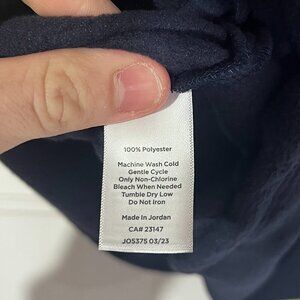 100% Polyester
Machine Wash Cold
Gentle Cycle
Only Non-Chlorine
Bleach When Needed
Tumble Dry Low
Do Not Iron
Made In Jordan
CA# 23147
JO5375 03/23